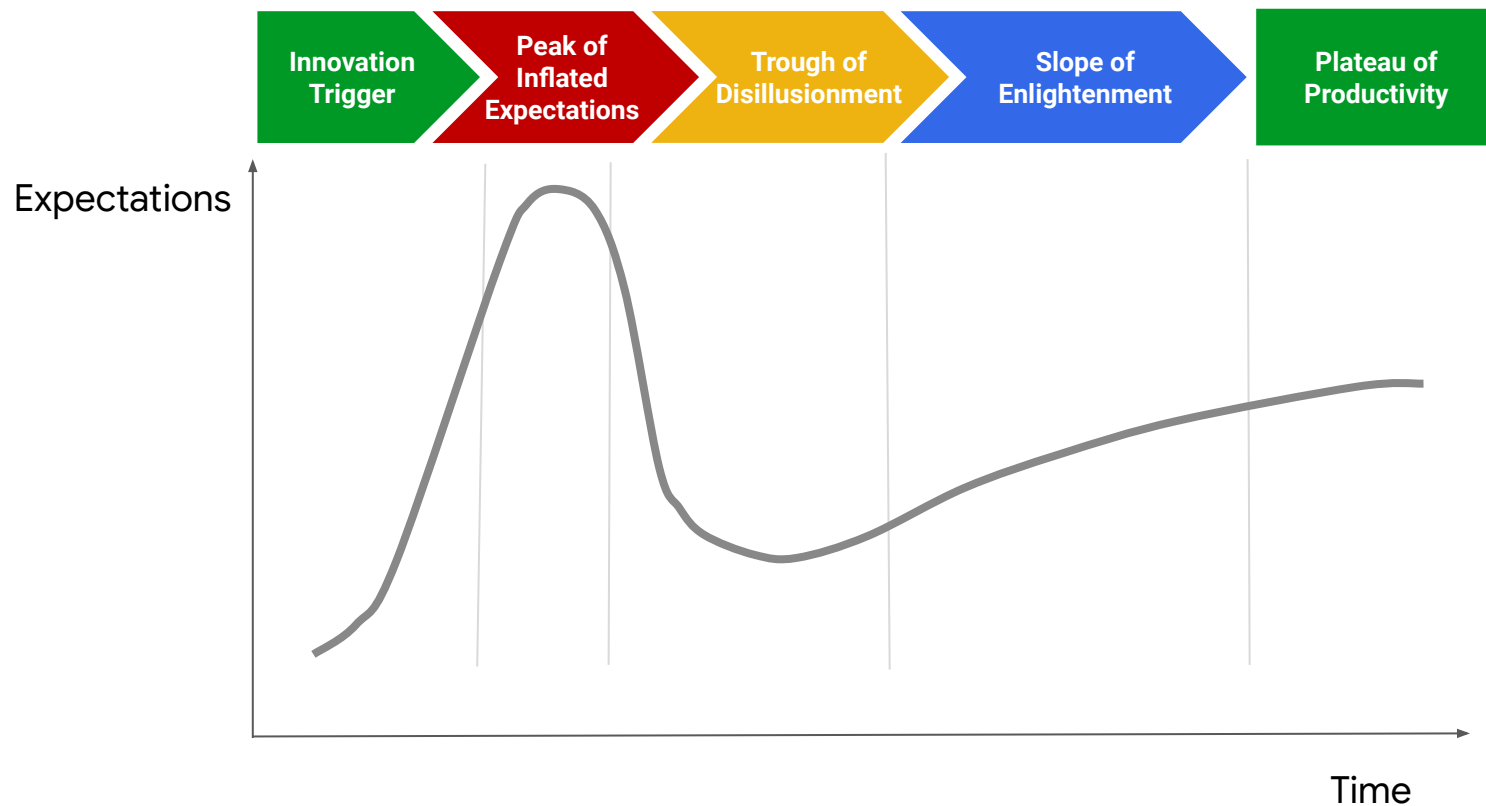 Innovation
Trigger
Peak of
Inflated
Expectations
Trough of
Disillusionment
Slope of
Enlightenment
Plateau of
Productivity
Expectations
Time